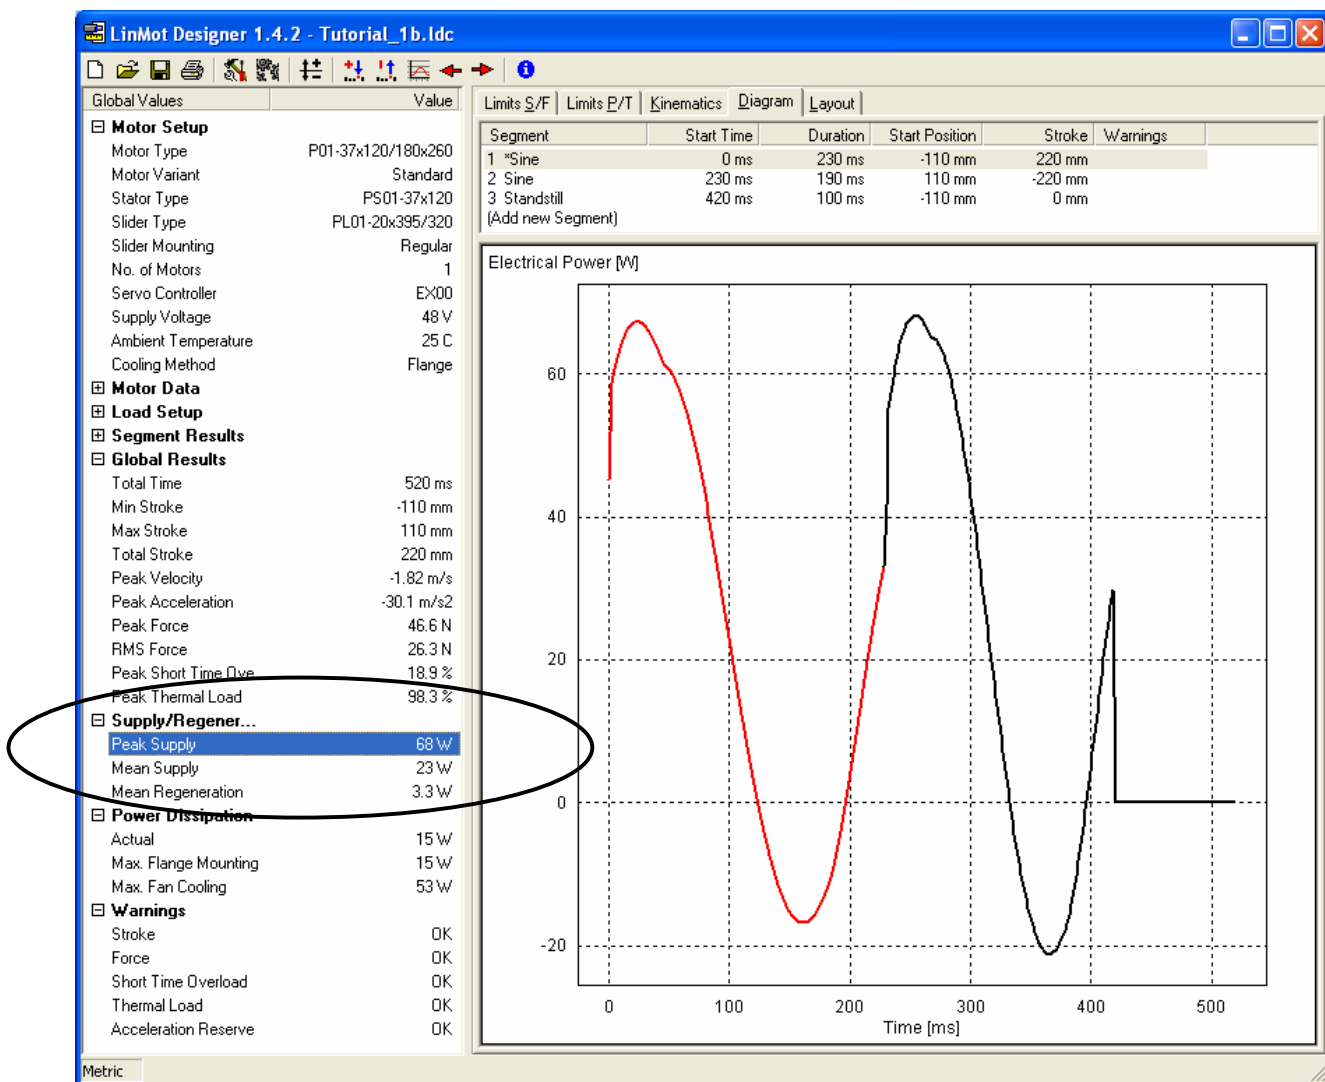 LinMot Designer 1.4.2 - Tutorial_1b.ldc
Global Values Value
Motor Setup
Motor Type P01-37x120/180x260
Motor Variant Standard
Stator Type PS01-37x120
Slider Type PL01-20x395/320
Slider Mounting Regular
No. of Motors 1
Servo Controller EX00
Supply Voltage 48 V
Ambient Temperature 25 C
Cooling Method Flange
Motor Data
Load Setup
Segment Results
Global Results
Total Time 520 ms
Min Stroke -110 mm
Max Stroke 110 mm
Total Stroke 220 mm
Peak Velocity -1.82 m/s
Peak Acceleration -30.1 m/s2
Peak Force 46.6 N
RMS Force 26.3 N
Peak Short Time Ove 18.9 %
Peak Thermal Load 98.3 %
Supply/Regener...
Peak Supply 68 W
Mean Supply 23 W
Mean Regeneration 3.3 W
Power Dissipation
Actual 15 W
Max. Flange Mounting 15 W
Max. Fan Cooling 53 W
Warnings
Stroke OK
Force OK
Short Time Overload OK
Thermal Load OK
Acceleration Reserve OK
Metric
Limits S/F Limits P/T Kinematics Diagram Layout
Segment Start Time Duration Start Position Stroke Warnings
1 *Sine 0 ms 230 ms -110 mm 220 mm
2 Sine 230 ms 190 ms 110 mm -220 mm
3 Standstill 420 ms 100 ms -110 mm 0 mm
(Add new Segment)
Electrical Power [W]
60
40
20
0
-20
0 100 200 300 400 500
Time [ms]